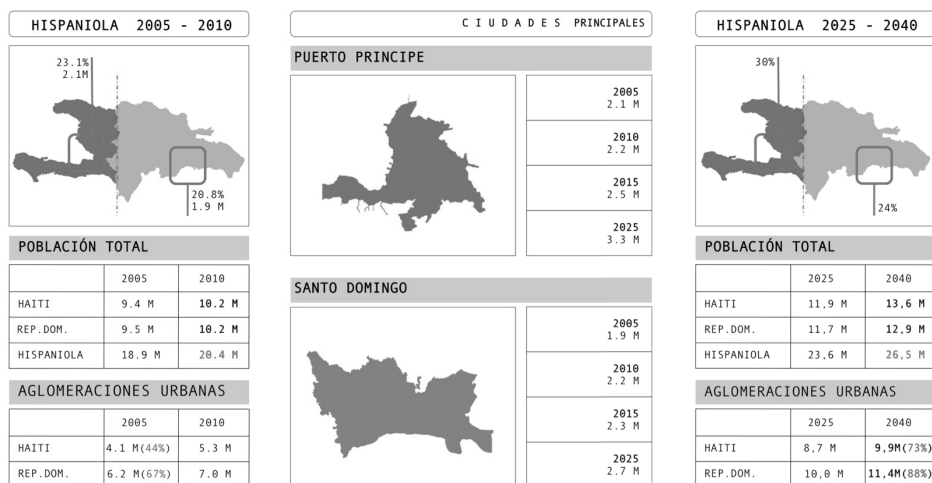 HISPANIOLA 2005 - 2010
23.1%
2.1M
20.8%
1.9 M
POBLACIÓN TOTAL
2005 2010
HAITI 9.4 M 10.2 M
REP.DOM. 9.5 M 10.2 M
HISPANIOLA 18.9 M 20.4 M
AGLOMERACIONES URBANAS
2005 2010
HAITI 4.1 M(44%) 5.3 M
REP.DOM. 6.2 M(67%) 7.0 M
CIUDADES PRINCIPALES
PUERTO PRINCIPE
2005
2.1 M
2010
2.2 M
2015
2.5 M
2025
3.3 M
SANTO DOMINGO
2005
1.9 M
2010
2.2 M
2015
2.3 M
2025
2.7 M
HISPANIOLA 2025 - 2040
30%
24%
POBLACIÓN TOTAL
2025 2040
HAITI 11,9 M 13,6 M
REP.DOM. 11,7 M 12,9 M
HISPANIOLA 23,6 M 26,5 M
AGLOMERACIONES URBANAS
2025 2040
HAITI 8,7 M 9,9M(73%)
REP.DOM. 10,0 M 11,4M(88%)